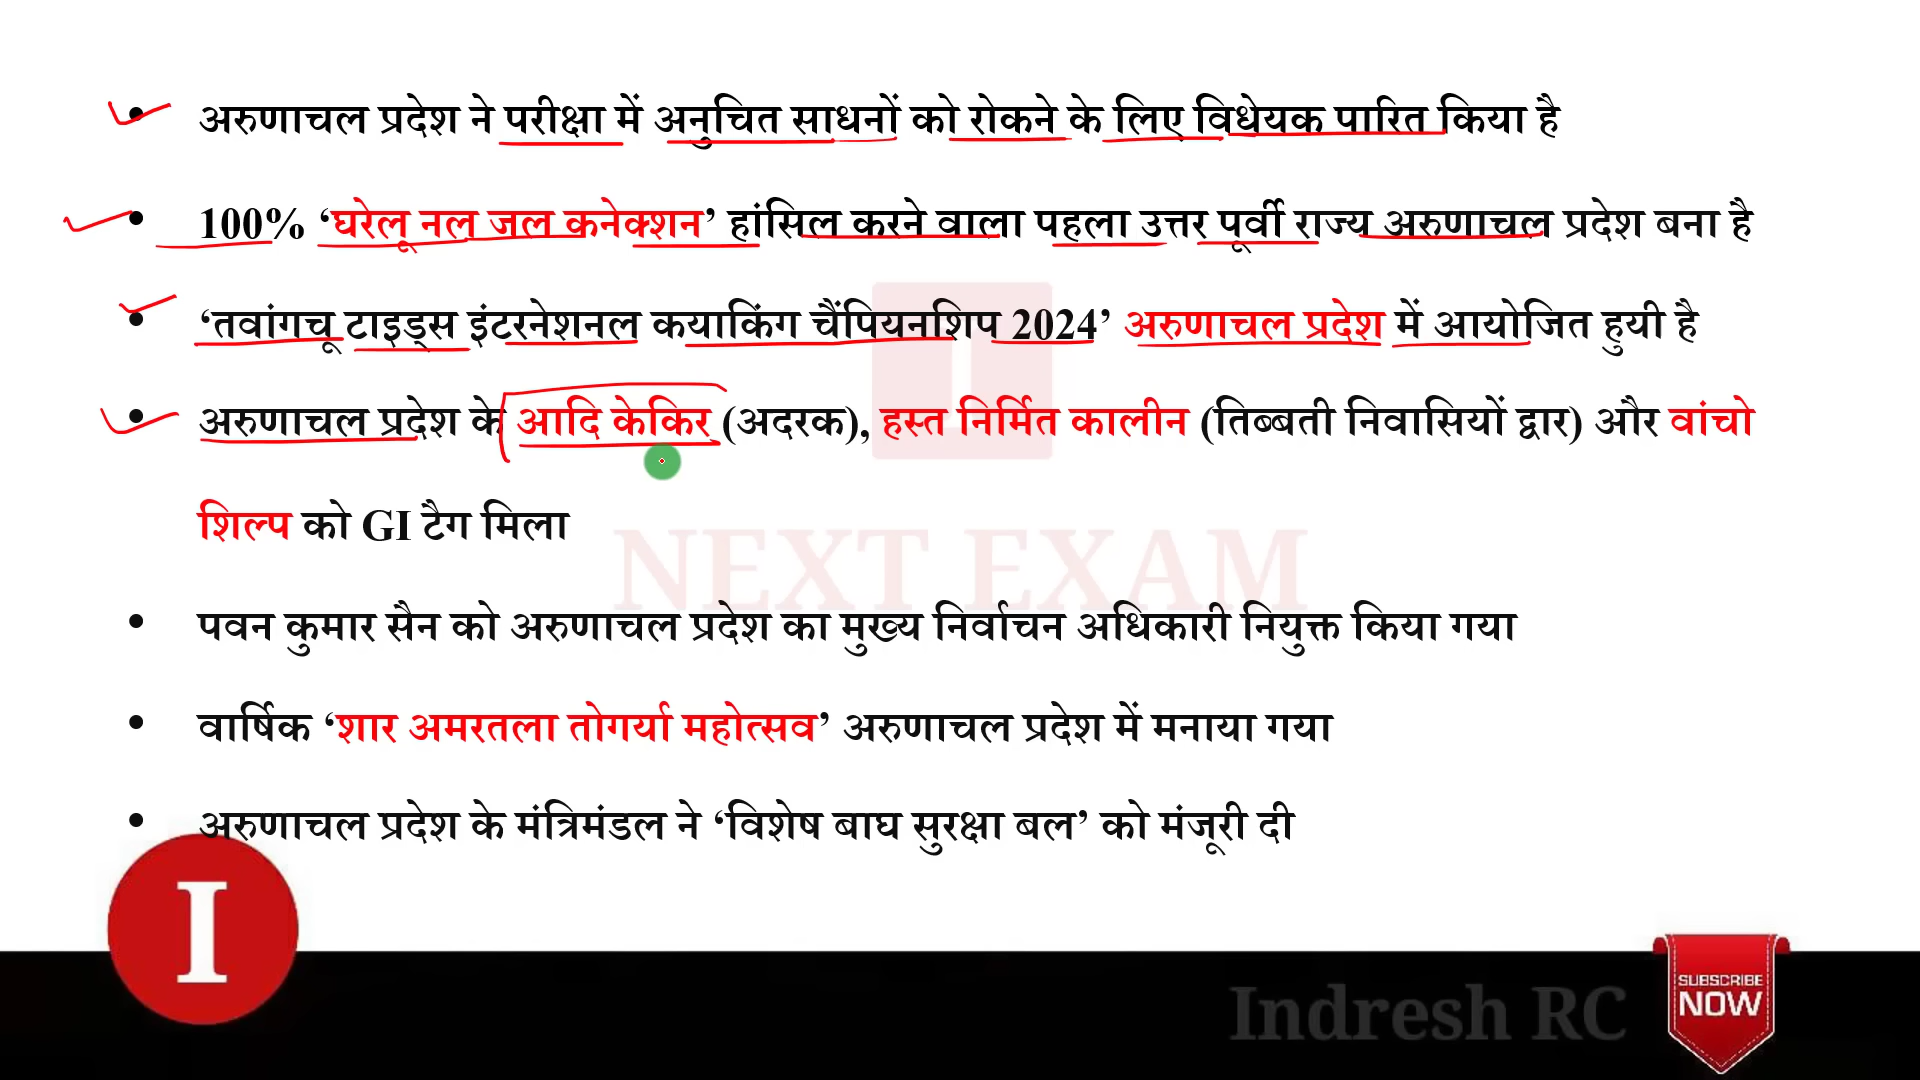 • अरुणाचल प्रदेश ने परीक्षा में अनुचित साधनों को रोकने के लिए विधेयक पारित किया है
• 100% ‘घरेलू नल जल कनेक्शन’ हांसिल करने वाला पहला उत्तर पूर्वी राज्य अरुणाचल प्रदेश बना है
• ‘तवांगचू टाइड्स इंटरनेशनल कयाकिंग चैंपियनशिप 2024’ अरुणाचल प्रदेश में आयोजित हुयी है
• अरुणाचल प्रदेश के आदि केकिर (अदरक), हस्त निर्मित कालीन (तिब्बती निवासियों द्वार) और वांचो
शिल्प को GI टैग मिला
NEXT EXAM
• पवन कुमार सैन को अरुणाचल प्रदेश का मुख्य निर्वाचन अधिकारी नियुक्त किया गया
• वार्षिक ‘शार अमरतला तोगर्या महोत्सव’ अरुणाचल प्रदेश में मनाया गया
• अरुणाचल प्रदेश के मंत्रिमंडल ने ‘विशेष बाघ सुरक्षा बल’ को मंजूरी दी
I
Indresh RC
SUBSCRIBE
NOW